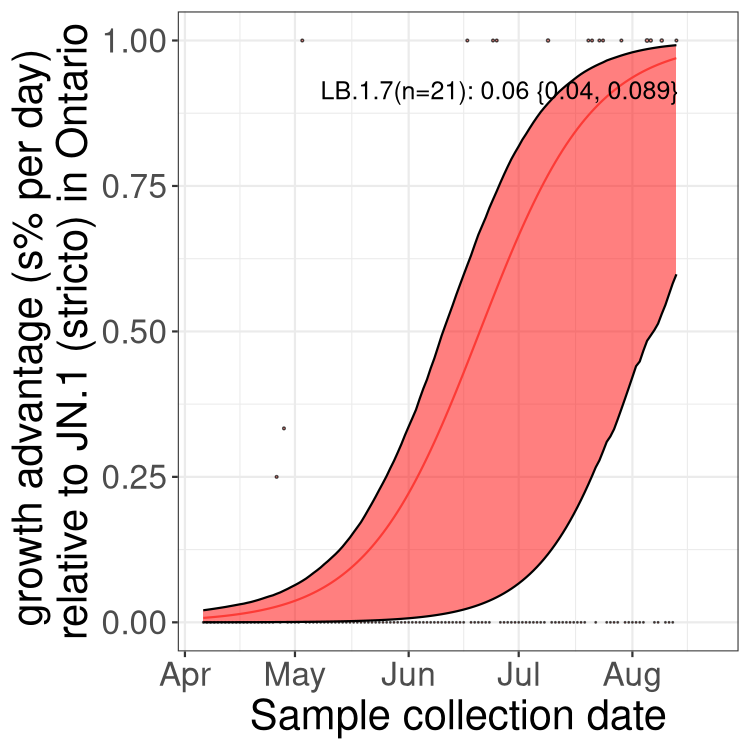 growth advantage (s% per day)
relative to JN.1 (stricto) in Ontario
1.00
0.75
0.50
0.25
0.00
LB.1.7(n=21): 0.06 {0.04, 0.089}
Apr May Jun Jul Aug
Sample collection date